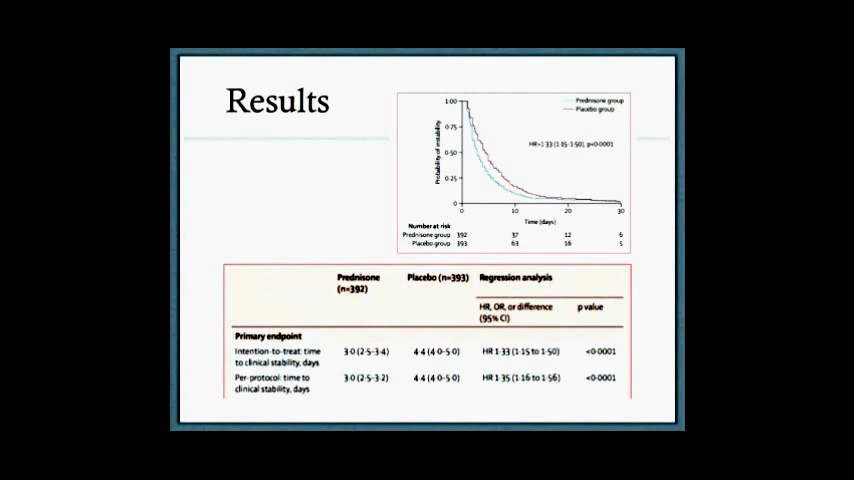 Results
1·00
0·75
0·50
0·25
0
0 10 20 30
Probability of instability
Time (days)
Prednisone group
Placebo group
HR=1·33 (1·15-1·50), p<0·0001
Number at risk
Prednisone group 392 37 12 6
Placebo group 393 63 16 5
Prednisone Placebo (n=393) Regression analysis
(n=392)
HR, OR, or difference p value
(95% CI)
Primary endpoint
Intention-to-treat: time 3·0 (2·5–3·4) 4·4 (4·0–5·0) HR 1·33 (1·15 to 1·50) <0·0001
to clinical stability, days
Per-protocol: time to 3·0 (2·5–3·2) 4·4 (4·0–5·0) HR 1·35 (1·16 to 1·56) <0·0001
clinical stability, days